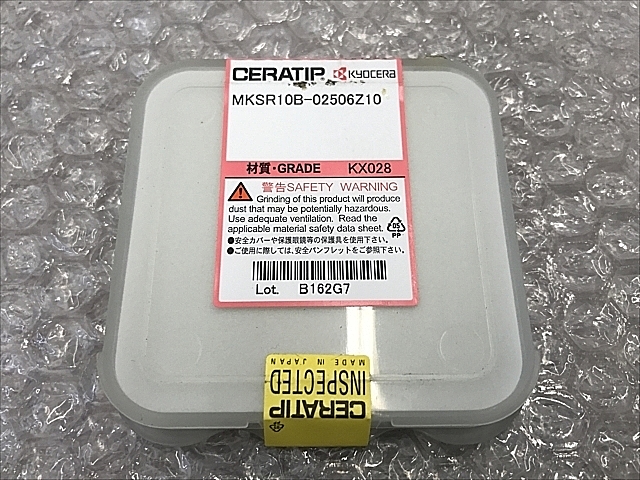 CERATIP KYOCERA
MKSR10B-02506Z10
材質・GRADE KX028
警告SAFETY WARNING
Grinding of this product will produce
dust that may be potentially hazardous.
Use adequate ventilation. Read the
applicable material safety data sheet.
05
PP
●安全カバーや保護眼鏡等の保護具を使用下さい。
●ご使用に際しては、安全パンフレットをご参照下さい。
Lot. B162G7
MADE IN JAPAN
INSPECTED
CERATIP